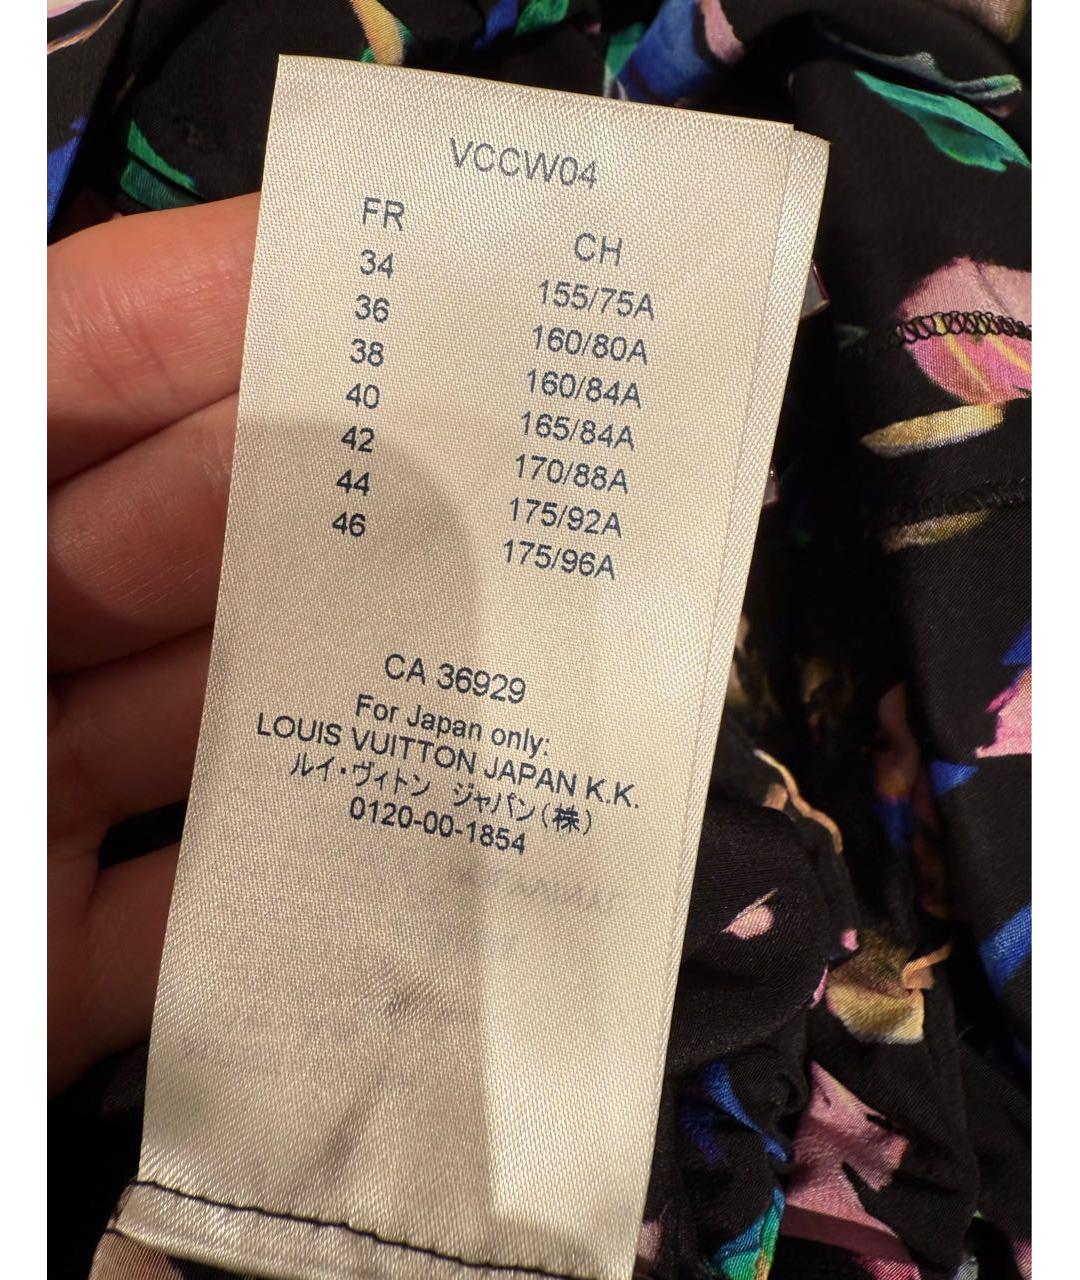 VCCW04
FR CH
34 155/75A
36 160/80A
38 160/84A
40 165/84A
42 170/88A
44 175/92A
46 175/96A
CA 36929
For Japan only:
LOUIS VUITTON JAPAN K.K.
ルイ・ヴィトン ジャパン(株)
0120-00-1854